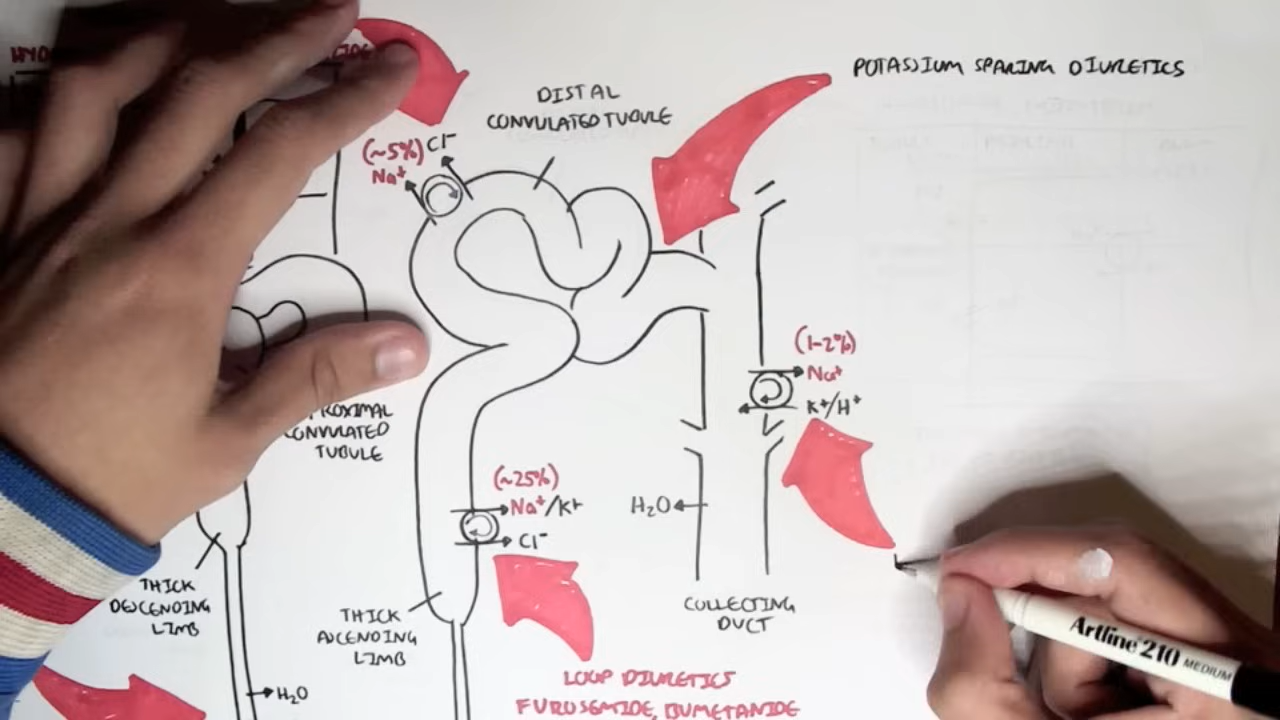 POTASSIUM SPARING DIURETICS
DISTAL
CONVULATED TUBULE
(~5%) Cl⁻
Na⁺
(1-2%)
Na⁺
K⁺/H⁺
PROXIMAL
CONVULATED
TUBULE
(~25%)
Na⁺/K+
Cl⁻
H₂O
THICK
DESCENDING
LIMB
THICK
ASCENDING
LIMB
COLLECTING
DUCT
H₂O
LOOP DIURETICS
FUROSEMIDE, BUMETANIDE
Artline 210 MEDIUM